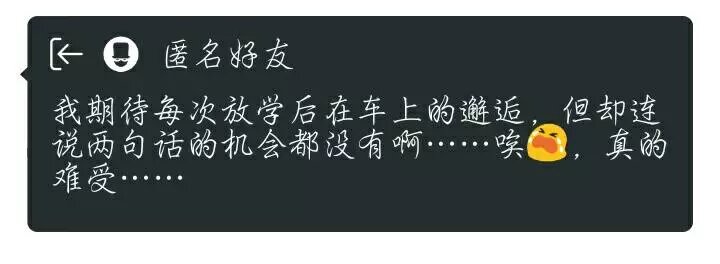 匿名好友
我期待每次放学后在车上的邂逅，但却连
说两句话的机会都没有啊……唉😭，真的
难受……